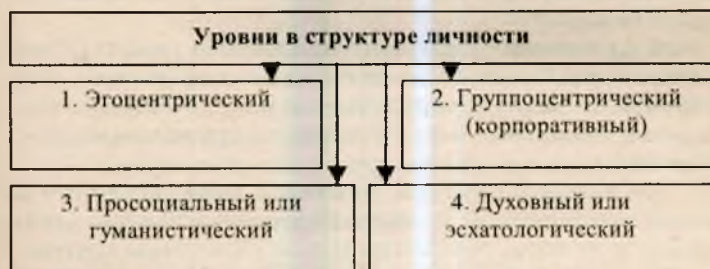 Уровни в структуре личности
1. Эгоцентрический
2. Группоцентрический
(корпоративный)
3. Просоциальный или
гуманистический
4. Духовный или
эсхатологический